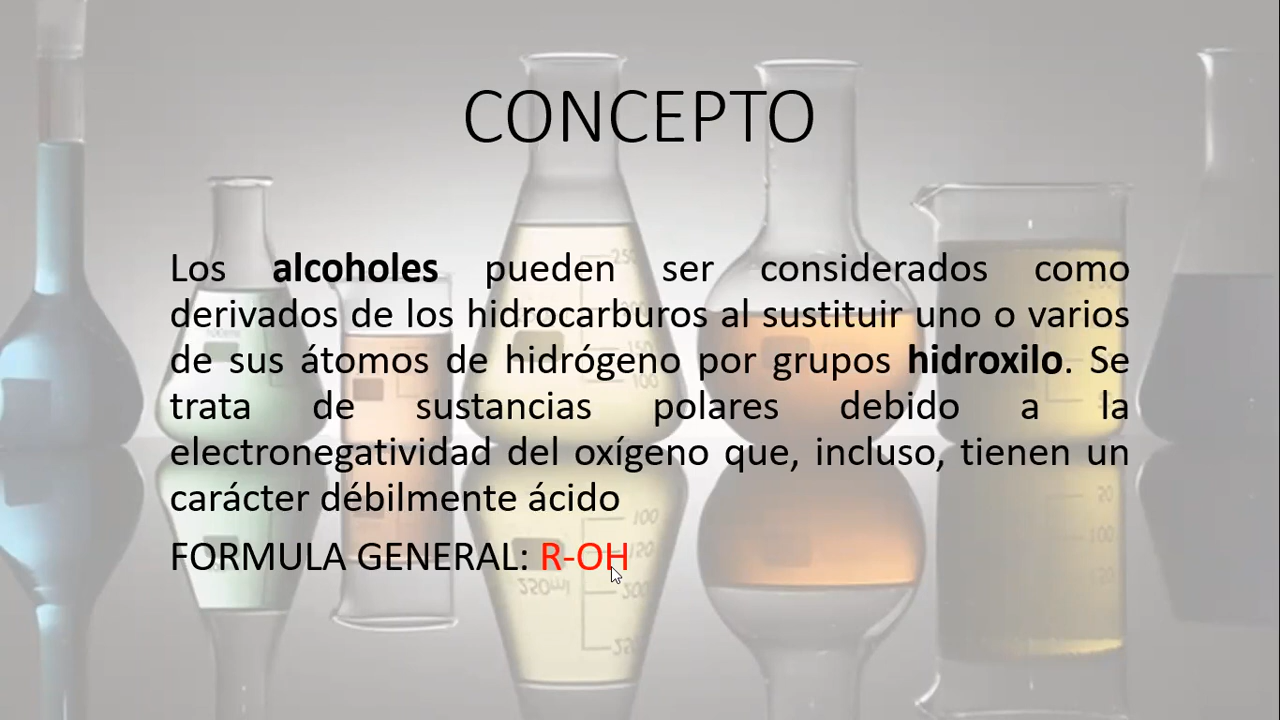 CONCEPTO
Los alcoholes pueden ser considerados como
derivados de los hidrocarburos al sustituir uno o varios
de sus átomos de hidrógeno por grupos hidroxilo. Se
trata de sustancias polares debido a la
electronegatividad del oxígeno que, incluso, tienen un
carácter débilmente ácido
FORMULA GENERAL: R-OH